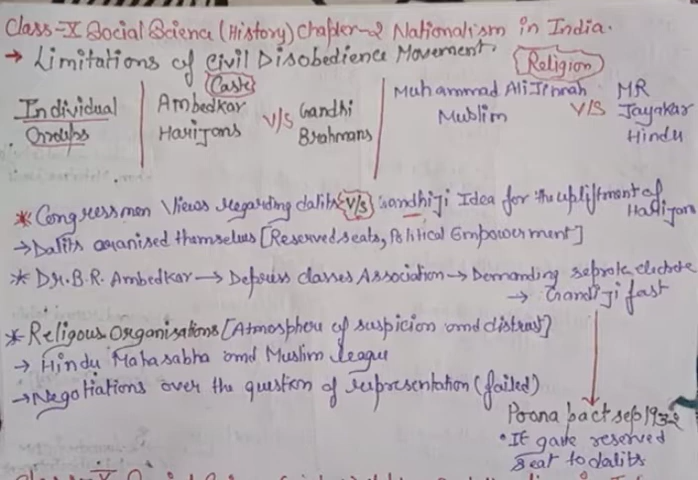 Class-X Social Science (History) Chapter-2 Nationalism in India.
→ Limitations of Civil Disobedience Movement.
Religion
Caste
Individual
Groups
Ambedkar
Harijans
V/S Gandhi
Brahmans
Muhammad Ali Jinnah
Muslim
V/S
MR
Jayakar
Hindu
* Congressmen Views regarding dalits V/S Gandhiji Idea for the upliftment of
Harijans
→ Dalits organised themselves [Reserved seats, Political Empowerment]
* Dr. B.R. Ambedkar → Depress classes Association → Demanding seprate electorate
→ Gandiji fast
* Religous Organisations [Atmosphere of suspicion and distrust]
→ Hindu Mahasabha and Muslim league
→ Negotiations over the question of representation (failed)
Poona pact sep 1932
• It gave reserved
seat to dalits